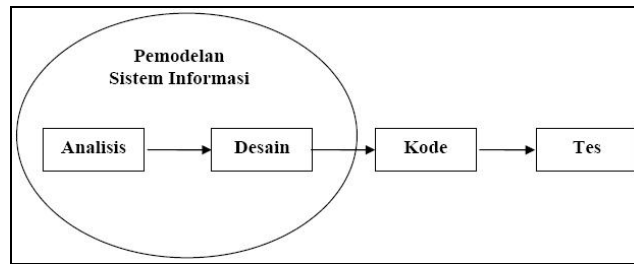 Pemodelan
Sistem Informasi
Analisis
Desain
Kode
Tes